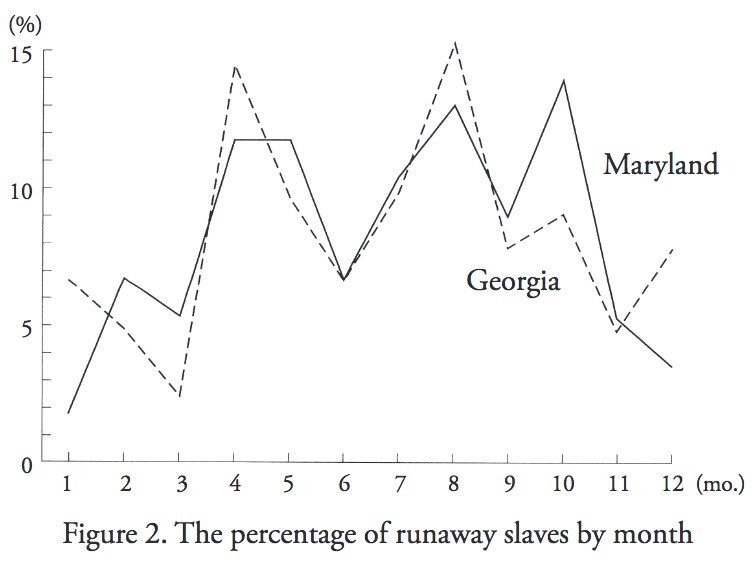 (%)
15
10
5
0
Maryland
Georgia
1 2 3 4 5 6 7 8 9 10 11 12 (mo.)
Figure 2. The percentage of runaway slaves by month